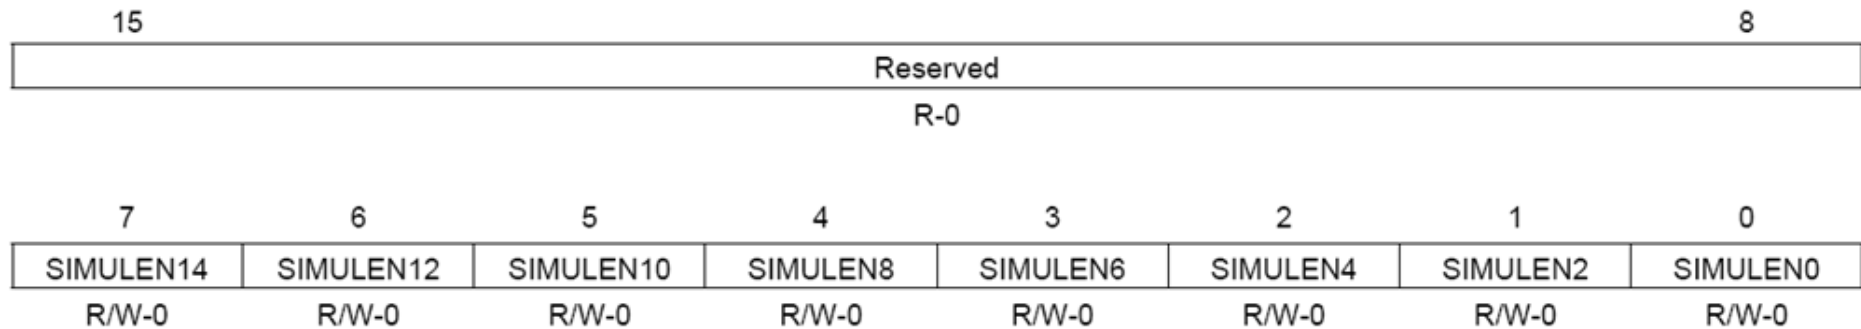 15 8
Reserved
R-0
7 6 5 4 3 2 1 0
SIMULEN14 SIMULEN12 SIMULEN10 SIMULEN8 SIMULEN6 SIMULEN4 SIMULEN2 SIMULEN0
R/W-0 R/W-0 R/W-0 R/W-0 R/W-0 R/W-0 R/W-0 R/W-0